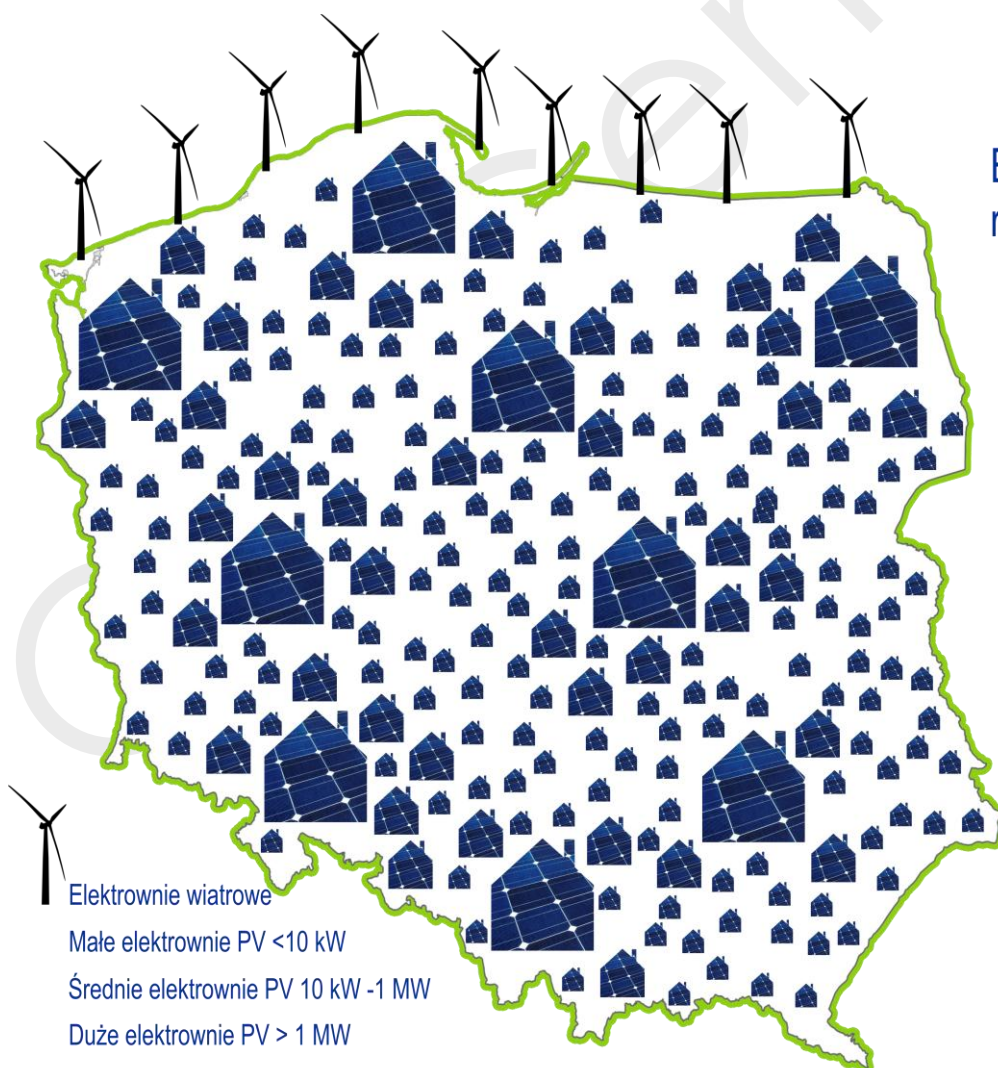 Elektrownie wiatrowe
Małe elektrownie PV <10 kW
Średnie elektrownie PV 10 kW -1 MW
Duże elektrownie PV > 1 MW